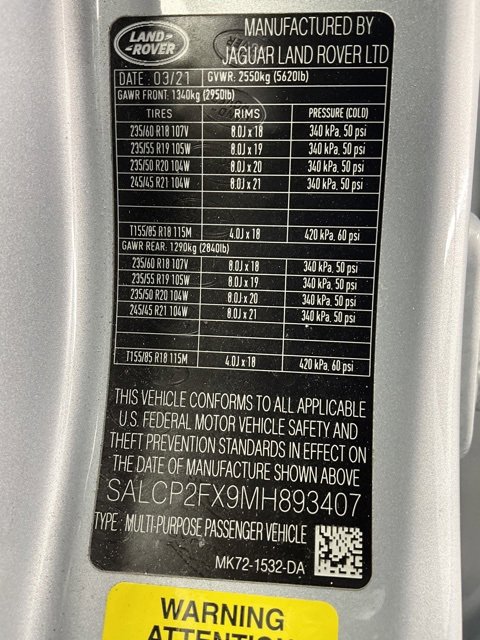 LAND-
ROVER
MANUFACTURED BY
JAGUAR LAND ROVER LTD
DATE : 03/21 GVWR: 2550kg (5620lb)
GAWR FRONT: 1340kg (2950lb)
TIRES RIMS PRESSURE (COLD)
235/60 R18 107V 8.0J x 18 340 kPa, 50 psi
235/55 R19 105W 8.0J x 19 340 kPa, 50 psi
235/50 R20 104W 8.0J x 20 340 kPa, 50 psi
245/45 R21 104W 8.0J x 21 340 kPa, 50 psi
T155/85 R18 115M 4.0J x 18 420 kPa, 60 psi
GAWR REAR: 1290kg (2840lb)
235/60 R18 107V 8.0J x 18 340 kPa, 50 psi
235/55 R19 105W 8.0J x 19 340 kPa, 50 psi
235/50 R20 104W 8.0J x 20 340 kPa, 50 psi
245/45 R21 104W 8.0J x 21 340 kPa, 50 psi
T155/85 R18 115M 4.0J x 18 420 kPa, 60 psi
THIS VEHICLE CONFORMS TO ALL APPLICABLE
U.S. FEDERAL MOTOR VEHICLE SAFETY AND
THEFT PREVENTION STANDARDS IN EFFECT ON
THE DATE OF MANUFACTURE SHOWN ABOVE
SALCP2FX9MH893407
TYPE : MULTI-PURPOSE PASSENGER VEHICLE
MK72-1532-DA
WARNING
ATTENTION